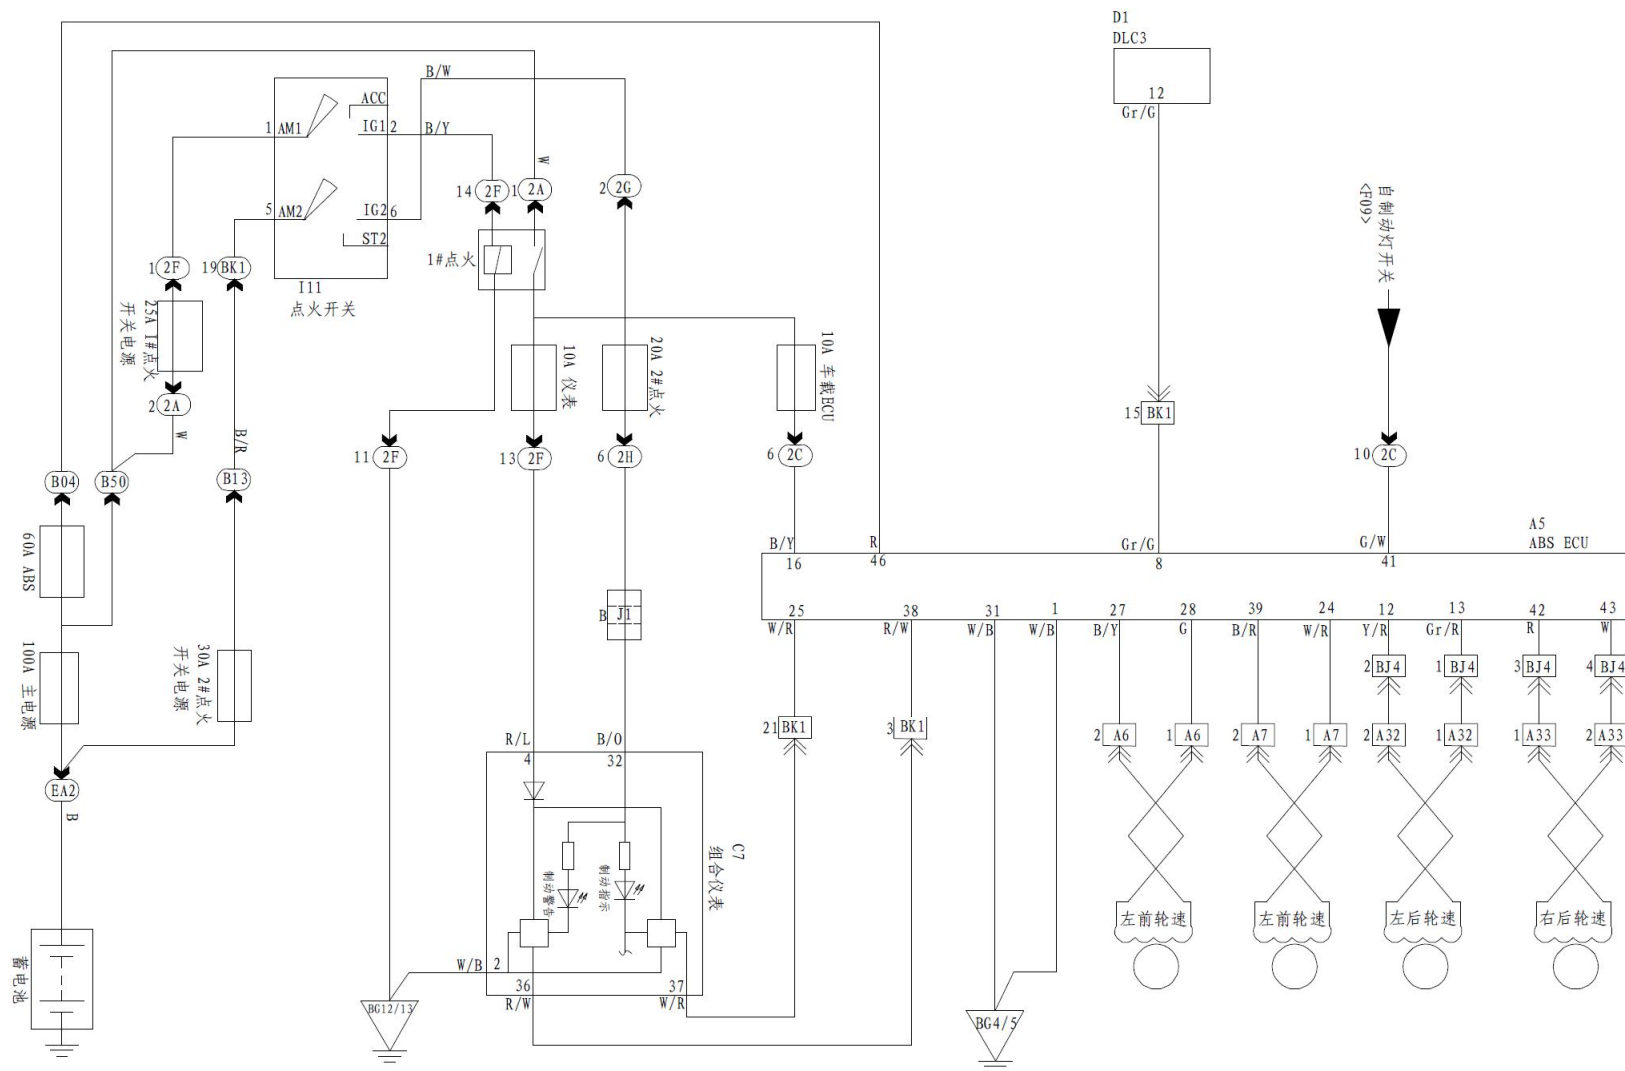 D1
DLC3
12
Gr/G
B/W
ACC
1 AM1
IG1 2
B/Y
5 AM2
IG2 6
ST2
I11
点火开关
W
14 2F
1 2A
2 2G
1#点火
自制动灯开关
<F09>
1 2F
19 BK1
25A 1#点火
开关电源
2 2A
W
B/R
10A 仪表
20A 2#点火
10A 车载ECU
15 BK1
11 2F
13 2F
6 2H
6 2C
10 2C
B04
B50
B13
60A ABS
100A 主电源
30A 2#点火
开关电源
EA2
B
蓄电池
B J1
A5
ABS ECU
B/Y
R
Gr/G
G/W
16
46
8
41
25
38
31
1
27
28
39
24
12
13
42
43
W/R
R/W
W/B
W/B
B/Y
G
B/R
W/R
Y/R
Gr/R
R
W
2 BJ4
1 BJ4
3 BJ4
4 BJ4
21 BK1
3 BK1
2 A6
1 A6
2 A7
1 A7
2 A32
1 A32
1 A33
2 A33
R/L
B/O
4
32
C7
组合仪表
制动警告
制动指示
W/B
2
36
37
R/W
W/R
BG12/13
BG4/5
左前轮速
左前轮速
左后轮速
右后轮速